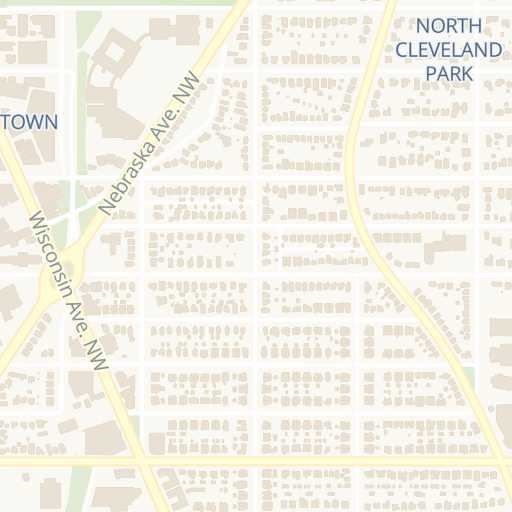 NORTH
CLEVELAND
PARK
TOWN
Nebraska Ave. NW
Wisconsin Ave. NW